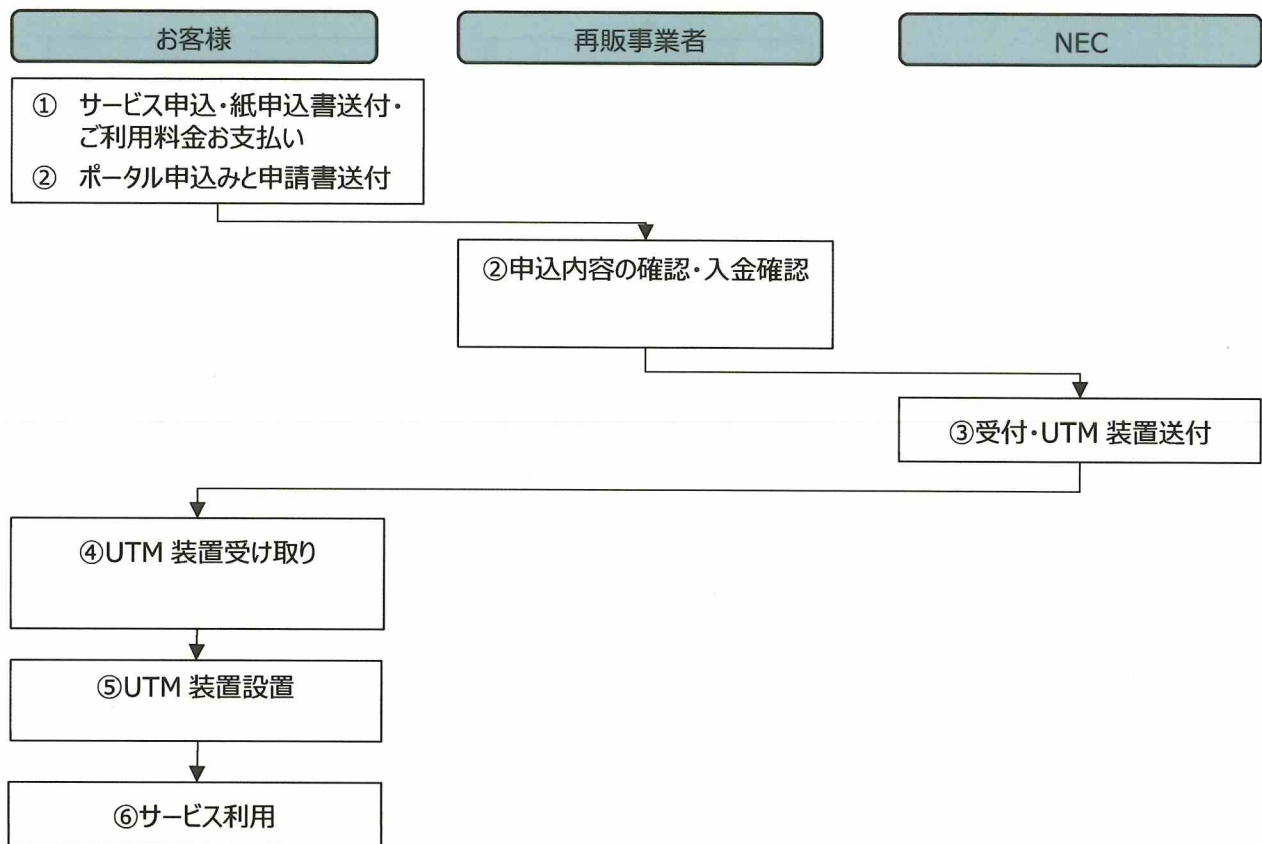 お客様
再販事業者
NEC
① サービス申込・紙申込書送付・
ご利用料金お支払い
② ポータル申込みと申請書送付
②申込内容の確認・入金確認
③受付・UTM 装置送付
④UTM 装置受け取り
⑤UTM 装置設置
⑥サービス利用